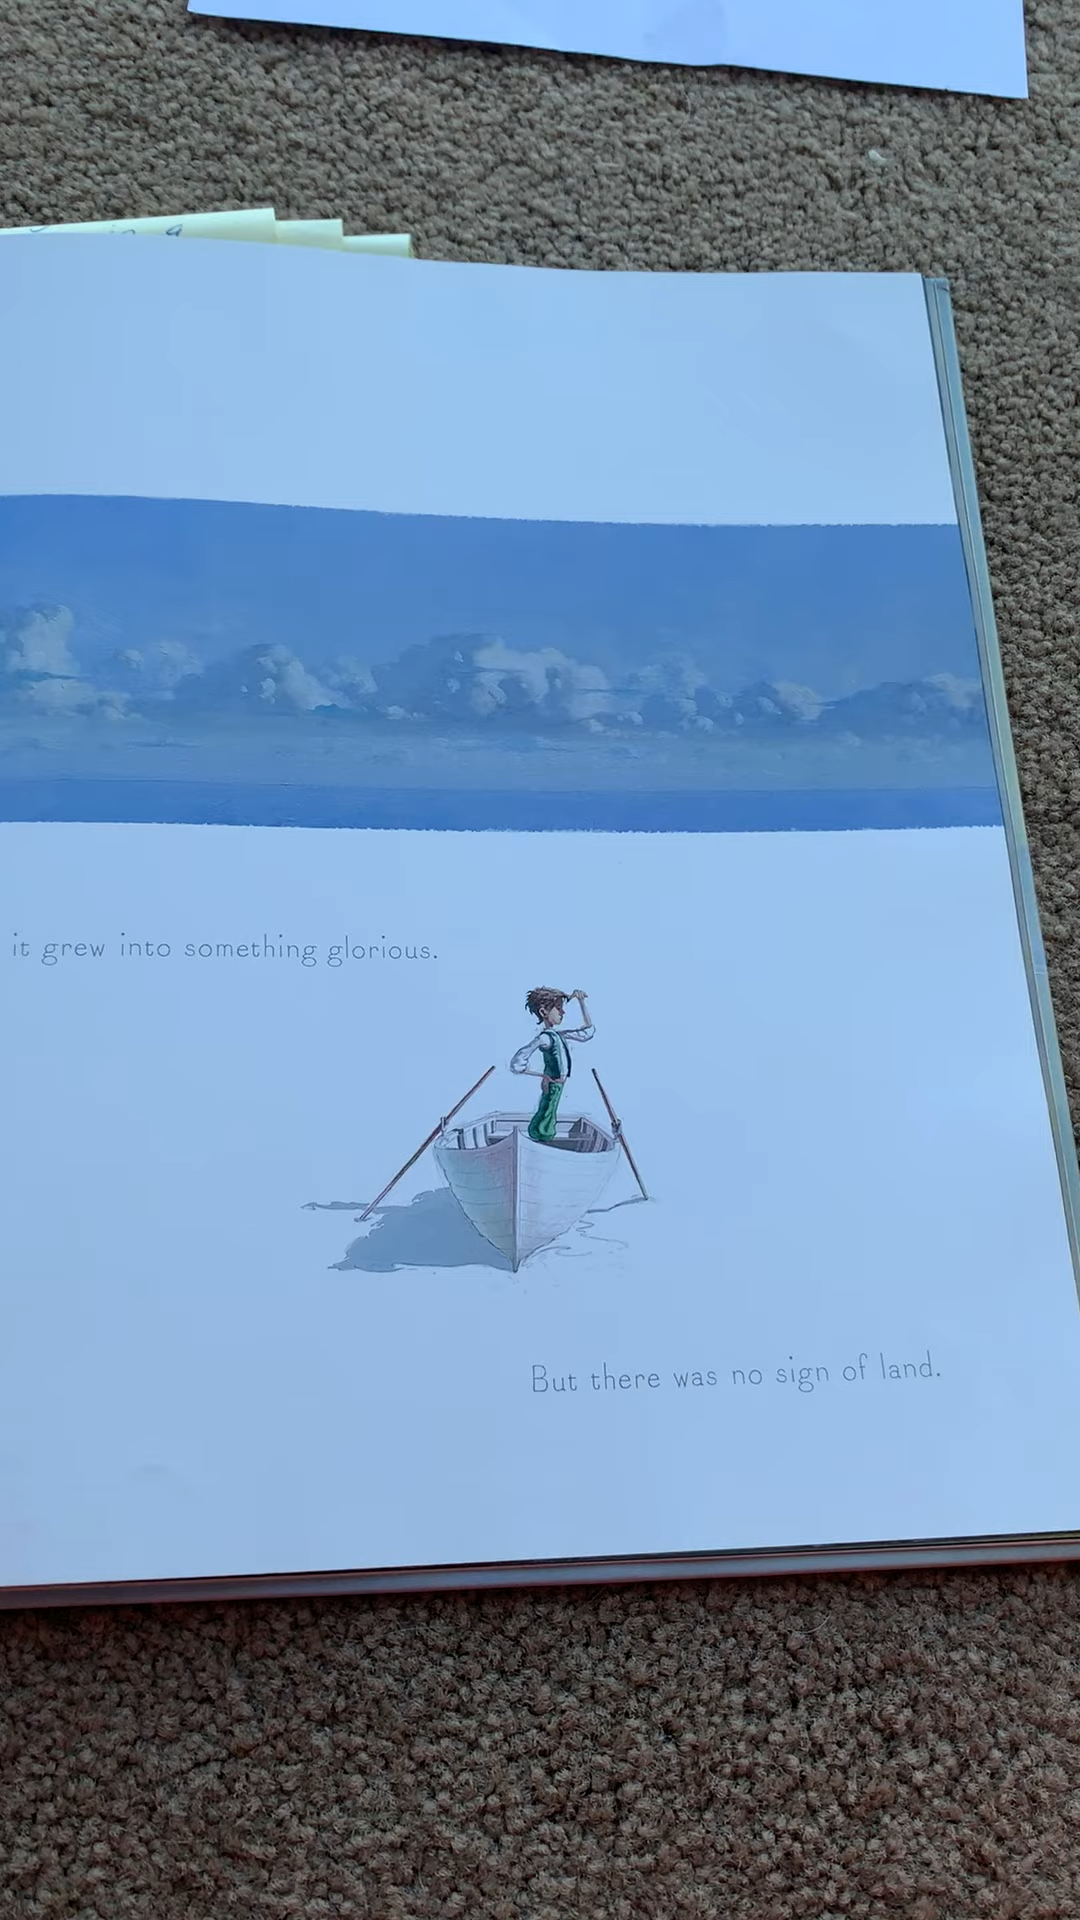 it grew into something glorious.
But there was no sign of land.